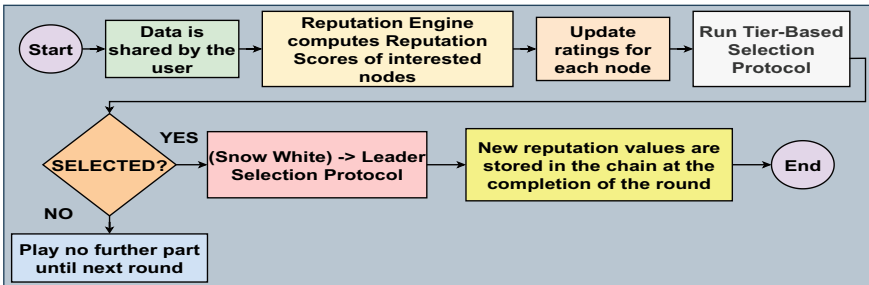 Start
Data is
shared by the
user
Reputation Engine
computes Reputation
Scores of interested
nodes
Update
ratings for
each node
Run Tier-Based
Selection
Protocol
SELECTED?
YES
(Snow White) -> Leader
Selection Protocol
New reputation values are
stored in the chain at the
completion of the round
End
NO
Play no further part
until next round